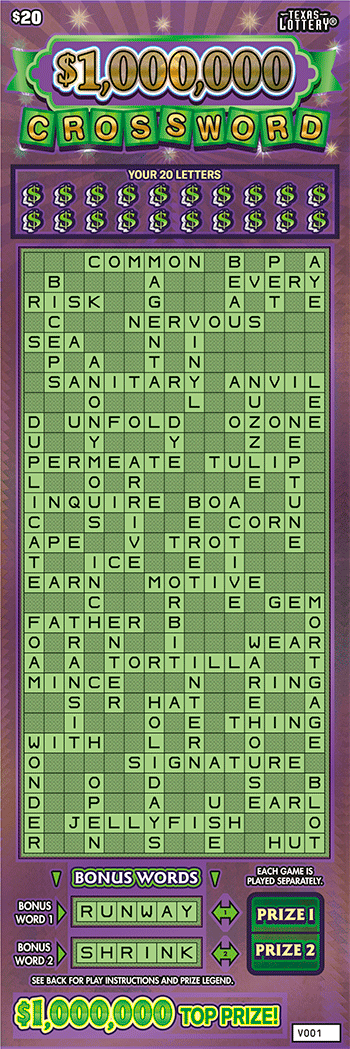 $20
TEXAS LOTTERY®
$1,000,000
CROSSWORD
YOUR 20 LETTERS
$ $ $ $ $ $ $ $ $ $
$ $ $ $ $ $ $ $ $ $
COMMON B P A
B A EVERY
RISK G A T E
C E NERVOUS
SEA N I
P A T N
SANITARY ANVIL
O L U E
D UNFOLD OZONE
U Y Y Z E
PERMEATE TULIP
L O R E T
INQUIRE BOA U
C S I E CORN
APE V TROT E
T ICE E I
EARN MOTIVE
C R E GEM
FATHER B O
O R N I WEAR
A A TORTILLA T
MINCE N RING
S R HAT A
I O E THING
WITH L R O E
O SIGNATURE
N O D S B
D P A U EARL
E JELLYFISH O
R N S E HUT
BONUS WORDS
EACH GAME IS
PLAYED SEPARATELY.
BONUS WORD 1 RUNWAY 1 PRIZE 1
BONUS WORD 2 SHRINK 2 PRIZE 2
SEE BACK FOR PLAY INSTRUCTIONS AND PRIZE LEGEND.
$1,000,000 TOP PRIZE!
V001